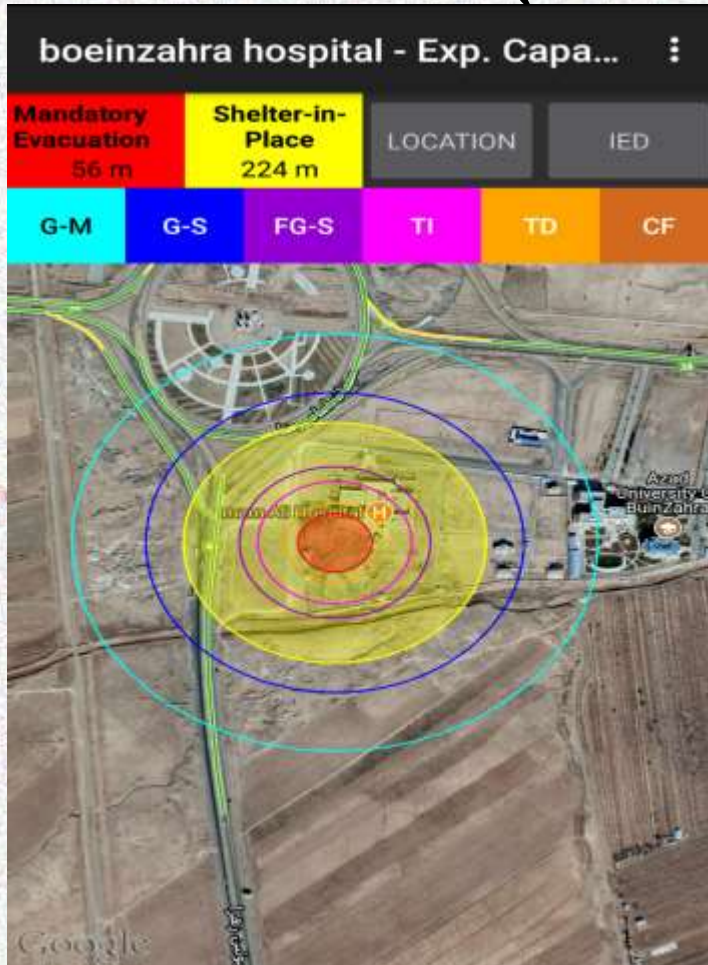 boeinzahra hospital - Exp. Capa...
Mandatory
Evacuation
56 m
Shelter-in-
Place
224 m
LOCATION
IED
G-M
G-S
FG-S
TI
TD
CF
Azad
University
BuinZahra
H
Google